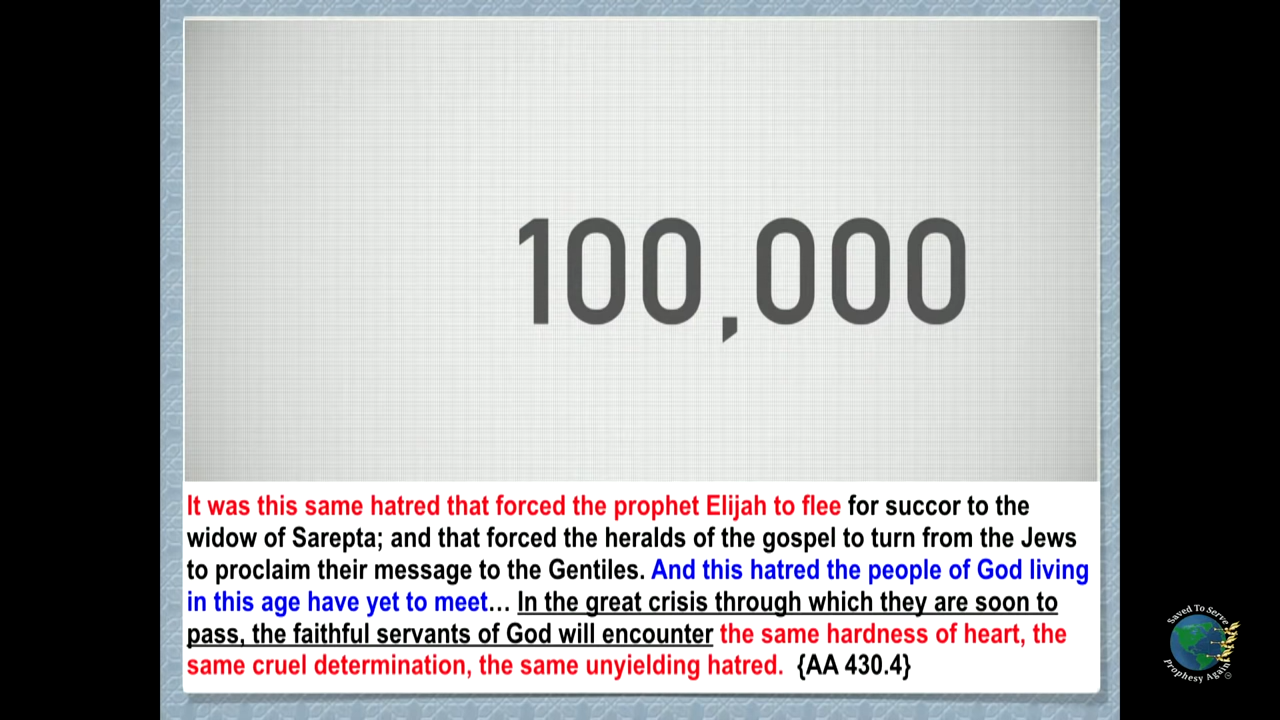 100,000
It was this same hatred that forced the prophet Elijah to flee for succor to the
widow of Sarepta; and that forced the heralds of the gospel to turn from the Jews
to proclaim their message to the Gentiles. And this hatred the people of God living
in this age have yet to meet... In the great crisis through which they are soon to
pass, the faithful servants of God will encounter the same hardness of heart, the
same cruel determination, the same unyielding hatred. {AA 430.4}
Saved To Serve
Prophesy Again